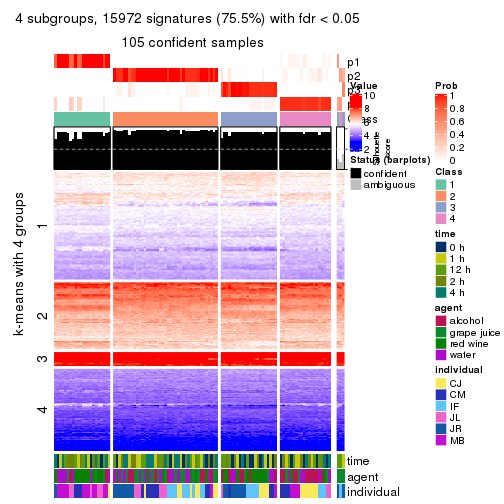 4 subgroups, 15972 signatures (75.5%) with fdr < 0.05
105 confident samples
p1
p2
p3
Value
10
8
6
4
2
Silhouette
score
Status (barplots)
confident
ambiguous
Prob
1
0.8
0.6
0.4
0.2
0
Class
1
2
3
4
time
0 h
1 h
12 h
2 h
4 h
agent
alcohol
grape juice
red wine
water
individual
CJ
CM
IF
JL
JR
MB
k-means with 4 groups
1
2
3
4
time
agent
individual